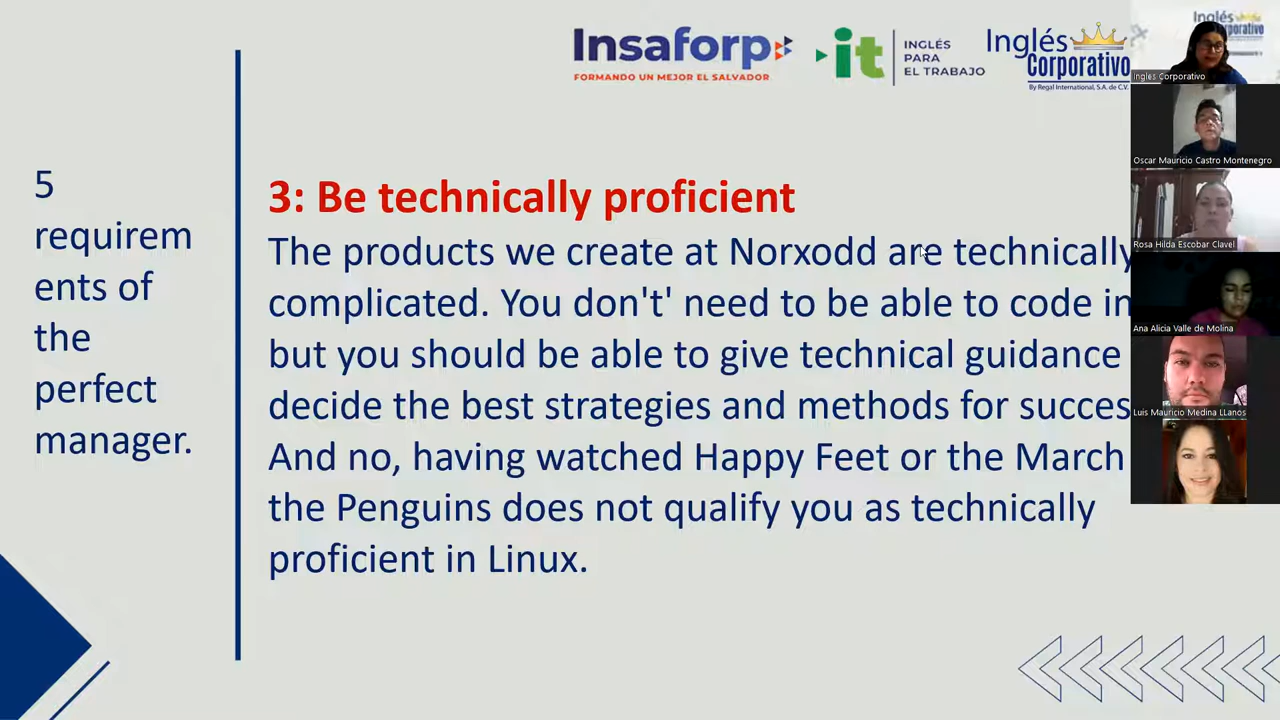 Insaforp
FORMANDO UN MEJOR EL SALVADOR
it
INGLÉS
PARA
EL TRABAJO
Inglés
Corporativo
By Regal International, S.A. de C.V.
Inglés
Corporativo
Ingles Corporativo
Oscar Mauricio Castro Montenegro
Rosa Hilda Escobar Clavel
Ana Alicia Valle de Molina
Luis Mauricio Medina LLanos
5
requirem
ents of
the
perfect
manager.
3: Be technically proficient
The products we create at Norxodd are technically
complicated. You don't' need to be able to code in
but you should be able to give technical guidance
decide the best strategies and methods for succes
And no, having watched Happy Feet or the March
the Penguins does not qualify you as technically
proficient in Linux.